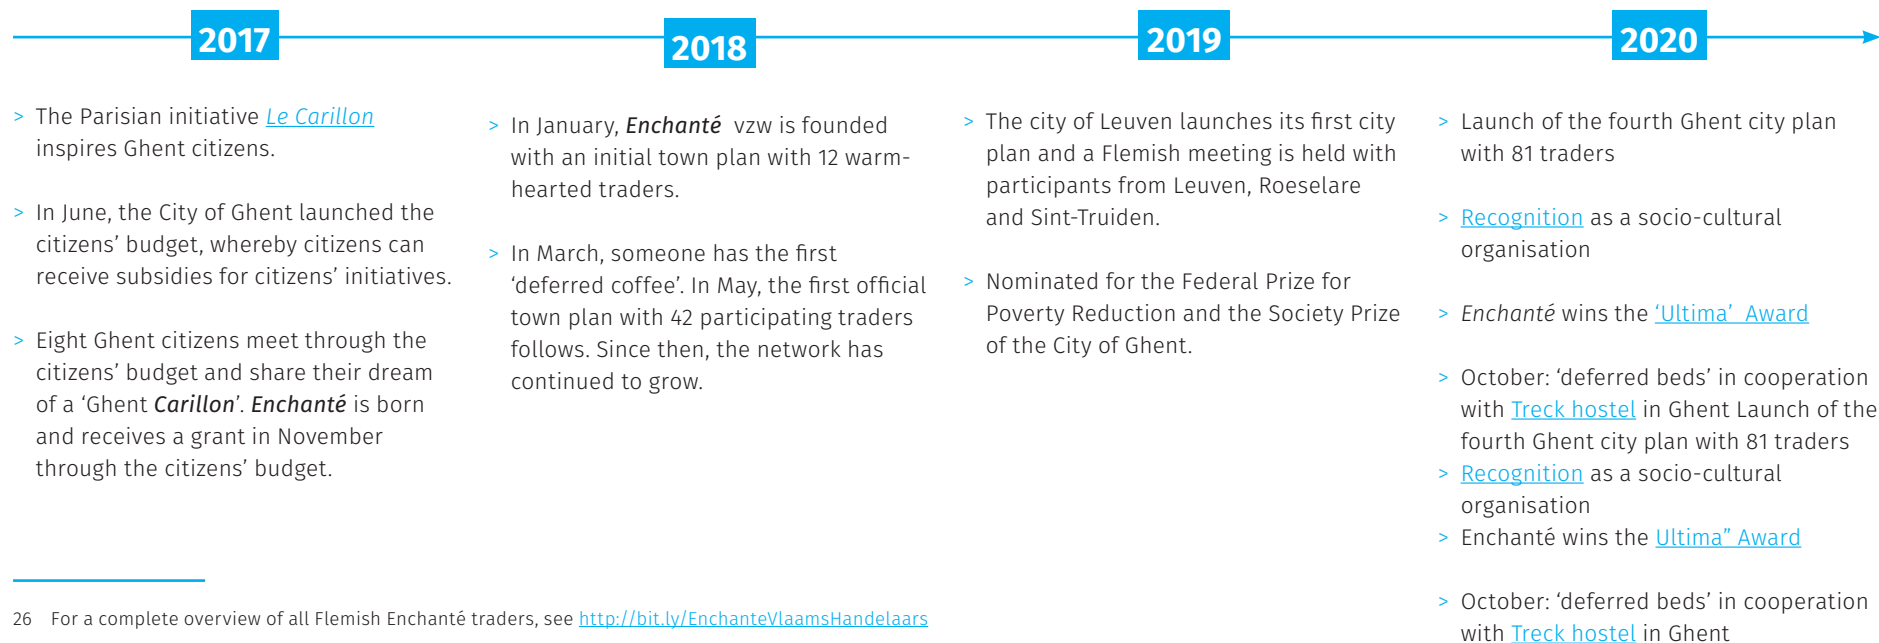 2017
2018
2019
2020
> The Parisian initiative Le Carillon
inspires Ghent citizens.
> In June, the City of Ghent launched the
citizens’ budget, whereby citizens can
receive subsidies for citizens’ initiatives.
> Eight Ghent citizens meet through the
citizens’ budget and share their dream
of a ‘Ghent Carillon’. Enchanté is born
and receives a grant in November
through the citizens’ budget.
> In January, Enchanté vzw is founded
with an initial town plan with 12 warm-
hearted traders.
> In March, someone has the first
‘deferred coffee’. In May, the first official
town plan with 42 participating traders
follows. Since then, the network has
continued to grow.
> The city of Leuven launches its first city
plan and a Flemish meeting is held with
participants from Leuven, Roeselare
and Sint-Truiden.
> Nominated for the Federal Prize for
Poverty Reduction and the Society Prize
of the City of Ghent.
> Launch of the fourth Ghent city plan
with 81 traders
> Recognition as a socio-cultural
organisation
> Enchanté wins the ‘Ultima’ Award
> October: ‘deferred beds’ in cooperation
with Treck hostel in Ghent Launch of the
fourth Ghent city plan with 81 traders
> Recognition as a socio-cultural
organisation
> Enchanté wins the Ultima” Award
> October: ‘deferred beds’ in cooperation
with Treck hostel in Ghent
26 For a complete overview of all Flemish Enchanté traders, see http://bit.ly/EnchanteVlaamsHandelaars